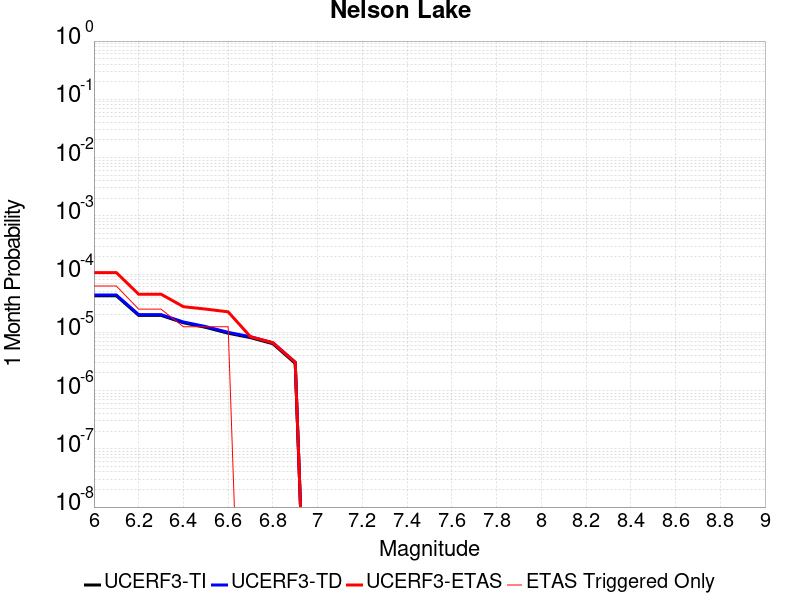 Nelson Lake
10^0
10^-1
10^-2
10^-3
10^-4
10^-5
10^-6
10^-7
10^-8
1 Month Probability
6 6.2 6.4 6.6 6.8 7 7.2 7.4 7.6 7.8 8 8.2 8.4 8.6 8.8 9
Magnitude
UCERF3-TI UCERF3-TD UCERF3-ETAS ETAS Triggered Only